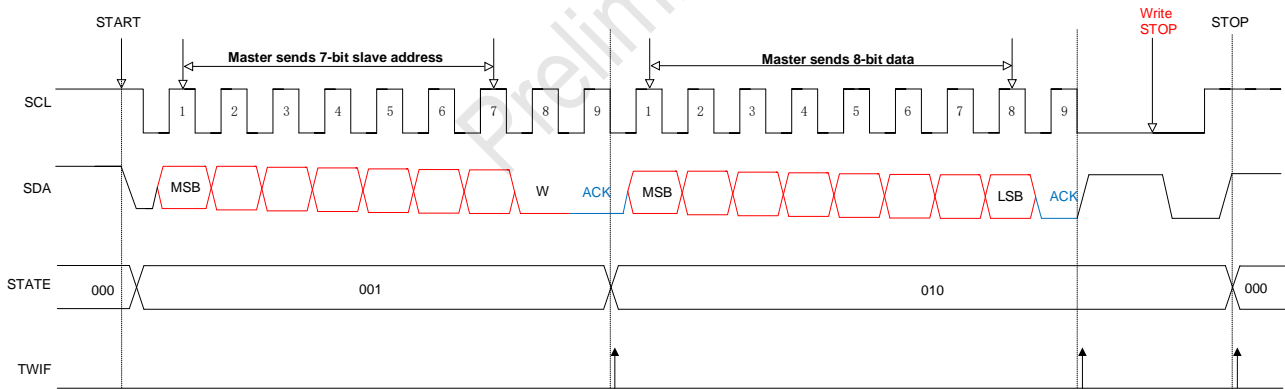 START
Write
STOP
STOP
Master sends 7-bit slave address
Master sends 8-bit data
SCL
1 2 3 4 5 6 7 8 9 1 2 3 4 5 6 7 8 9
SDA
MSB W ACK MSB LSB ACK
STATE
000 001 010 000
TWIF